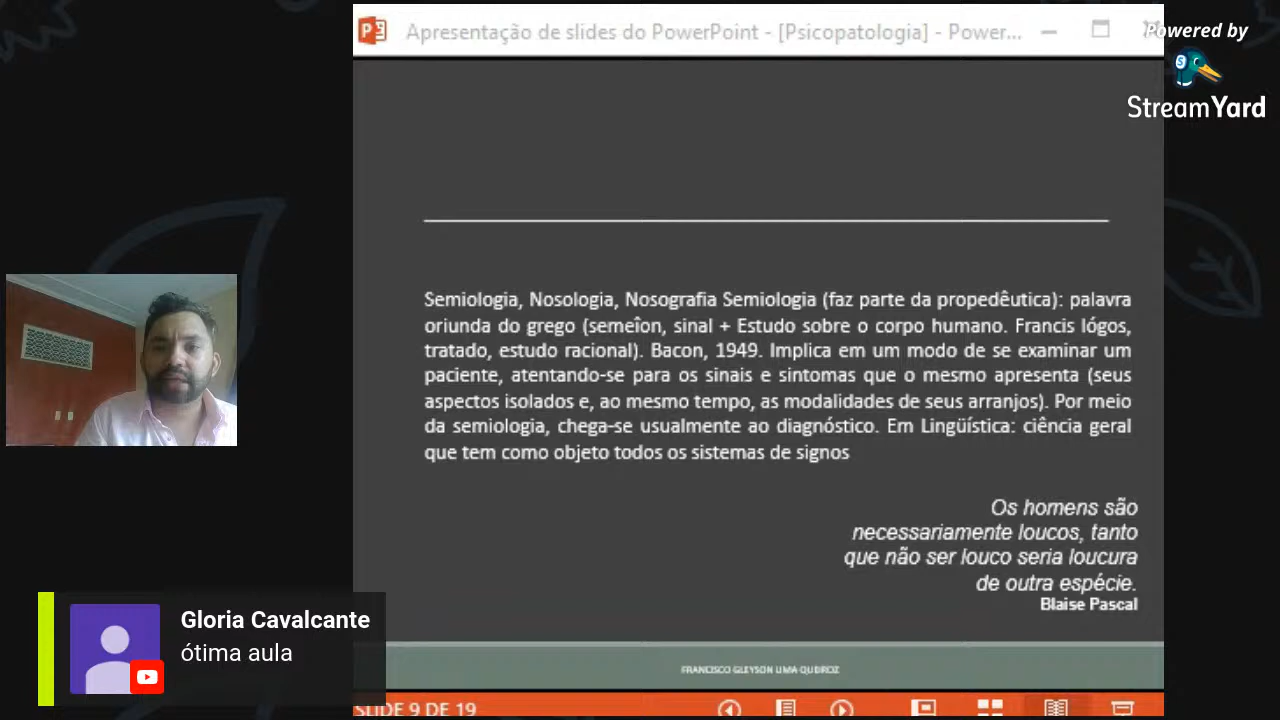 Apresentação de slides do PowerPoint - [Psicopatologia] - Power...
Powered by
StreamYard
Semiologia, Nosologia, Nosografia Semiologia (faz parte da propedêutica): palavra
oriunda do grego (semeîon, sinal + Estudo sobre o corpo humano. Francis lógos,
tratado, estudo racional). Bacon, 1949. Implica em um modo de se examinar um
paciente, atentando-se para os sinais e sintomas que o mesmo apresenta (seus
aspectos isolados e, ao mesmo tempo, as modalidades de seus arranjos). Por meio
da semiologia, chega-se usualmente ao diagnóstico. Em Lingüística: ciência geral
que tem como objeto todos os sistemas de signos
Os homens são
necessariamente loucos, tanto
que não ser louco seria loucura
de outra espécie.
Blaise Pascal
Gloria Cavalcante
ótima aula
FRANCISCO GLEYSON LIMA QUEIROZ
SLIDE 9 DE 19